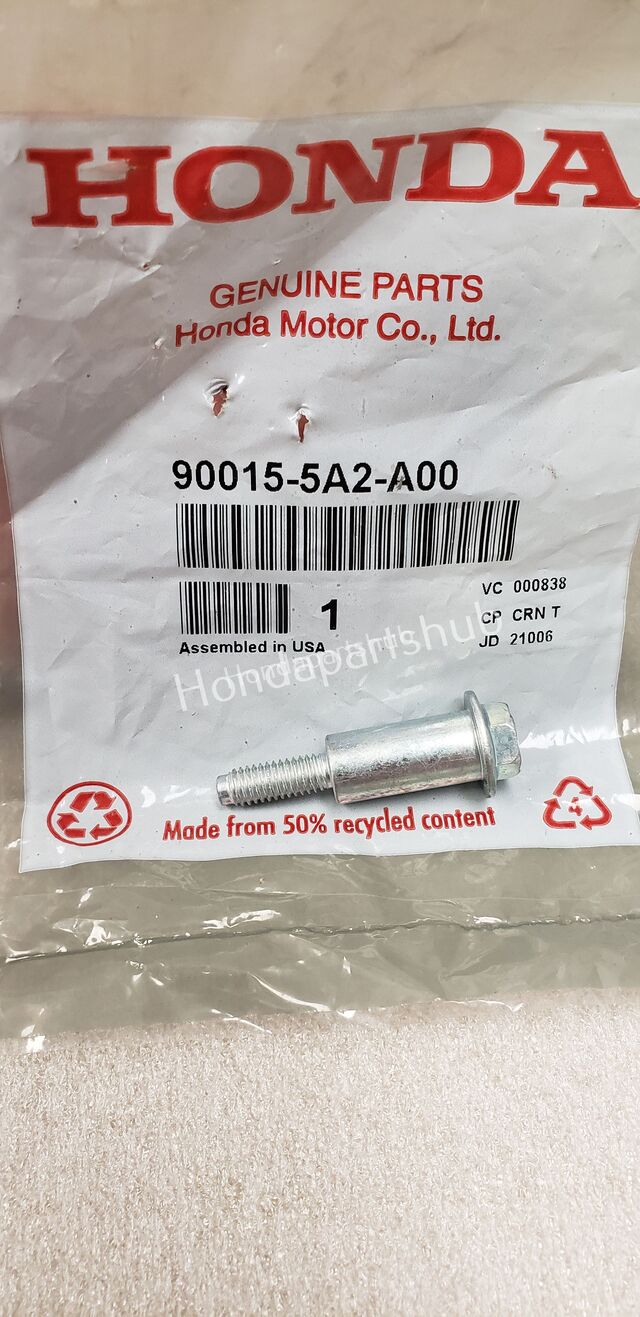 HONDA
GENUINE PARTS
Honda Motor Co., Ltd.
90015-5A2-A00
1
VC 000838
CP CRN T
JD 21006
Assembled in USA
Hondapartshub
Made from 50% recycled content
4